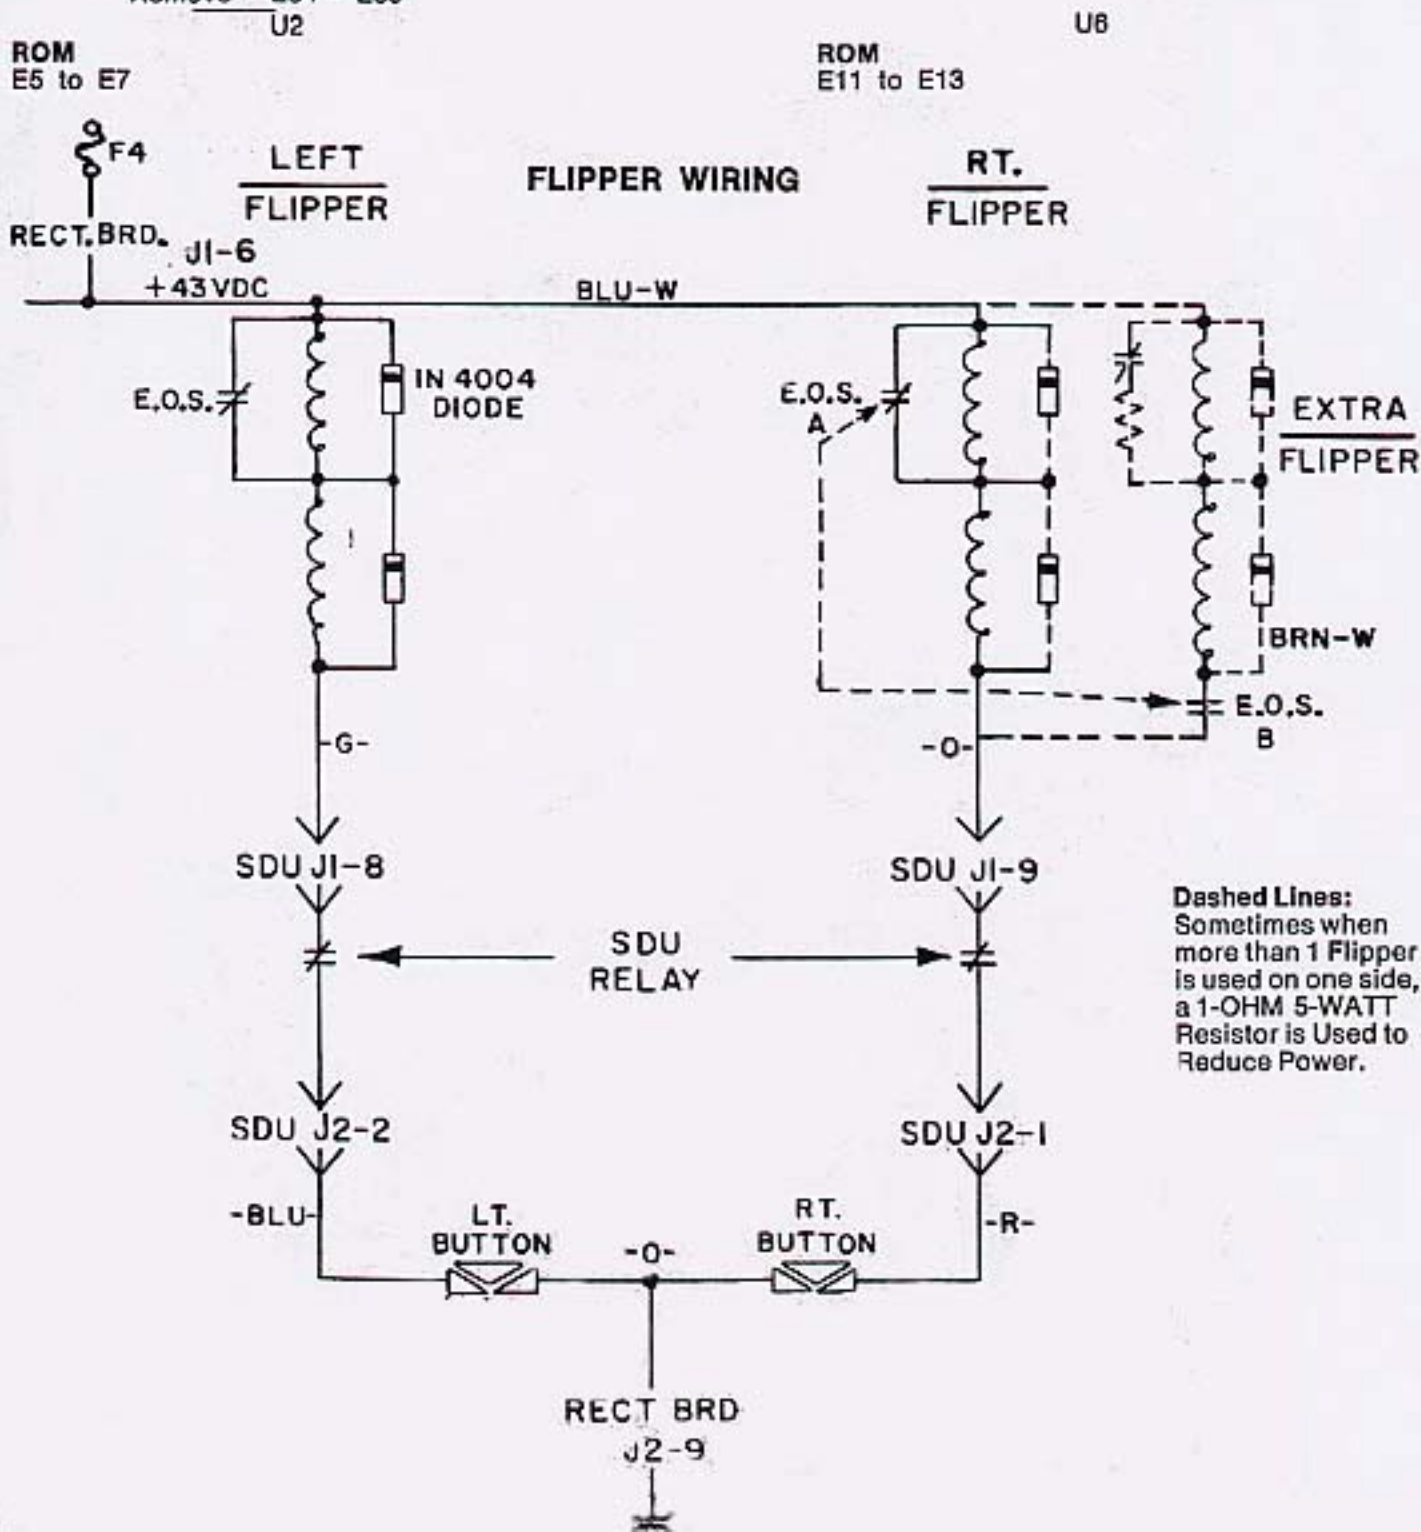 U2
U6
ROM
E5 to E7
ROM
E11 to E13
F4
LEFT
FLIPPER
FLIPPER WIRING
RT.
FLIPPER
RECT. BRD.
J1-6
+43VDC
BLU-W
E.O.S.
IN 4004
DIODE
E.O.S.
A
EXTRA
FLIPPER
BRN-W
E.O.S.
B
-G-
-O-
SDU J1-8
SDU J1-9
SDU
RELAY
Dashed Lines:
Sometimes when
more than 1 Flipper
is used on one side,
a 1-OHM 5-WATT
Resistor is Used to
Reduce Power.
SDU J2-2
SDU J2-1
-BLU-
LT.
BUTTON
-O-
RT.
BUTTON
-R-
RECT BRD
J2-9